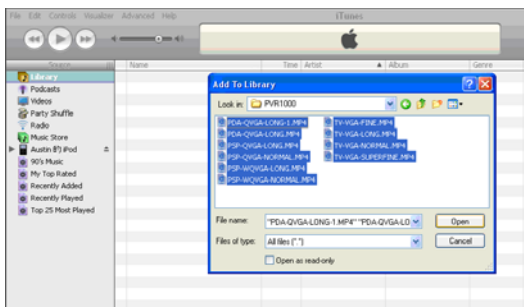 File Edit Controls Visualizer Advanced Help
iTunes
Source
Name Time Artist Album Genre
Library
Podcasts
Videos
Party Shuffle
Radio
Music Store
90's Music
My Top Rated
Recently Added
Recently Played
Top 25 Most Played
Add To Library
Look in: PVR1000
PDA-QVGA-LONG-1.MP4 TV-VGA-FINE.MP4
PDA-QVGA-LONG.MP4 TV-VGA-LONG.MP4
PSP-QVGA-LONG.MP4 TV-VGA-NORMAL.MP4
PSP-QVGA-NORMAL.MP4 TV-VGA-SUPERFINE.MP4
PSP-WQVGA-LONG.MP4
PSP-WQVGA-NORMAL.MP4
File name: "PDA-QVGA-LONG-1.MP4" "PDA-QVGA-LO Open
Files of type: All files (*.*) Cancel
Open as read-only